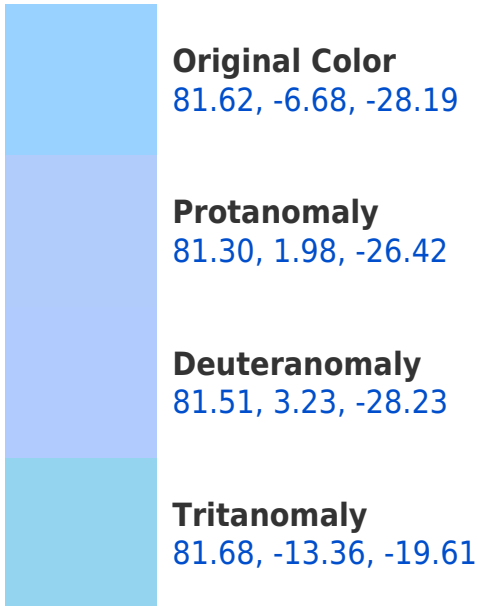 Original Color
81.62, -6.68, -28.19
Protanomaly
81.30, 1.98, -26.42
Deuteranomaly
81.51, 3.23, -28.23
Tritanomaly
81.68, -13.36, -19.61